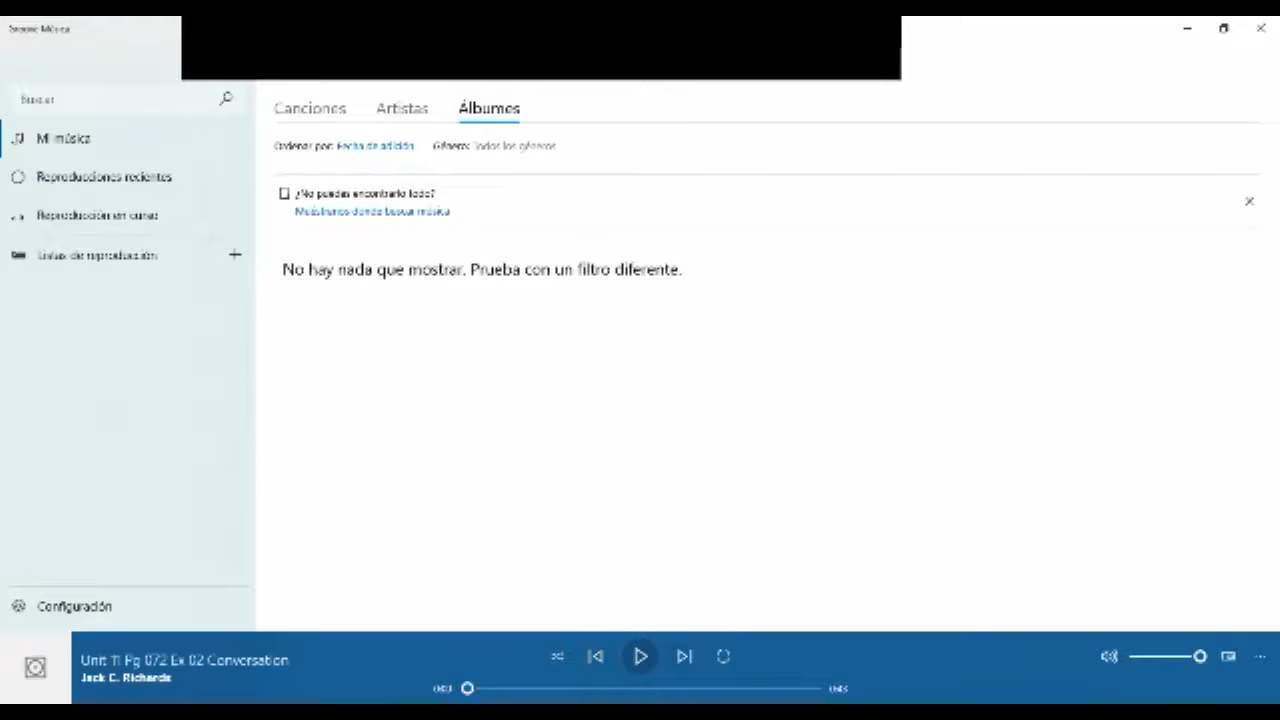 Groove Música
Buscar
Mi música
Reproducciones recientes
Reproducción en curso
Listas de reproducción
Configuración
Canciones Artistas Álbumes
Ordenar por: Fecha de adición Género: Todos los géneros
¿No puedes encontrarlo todo?
Muéstranos dónde buscar música
No hay nada que mostrar. Prueba con un filtro diferente.
Unit 11 Pg 072 Ex 02 Conversation
Jack C. Richards